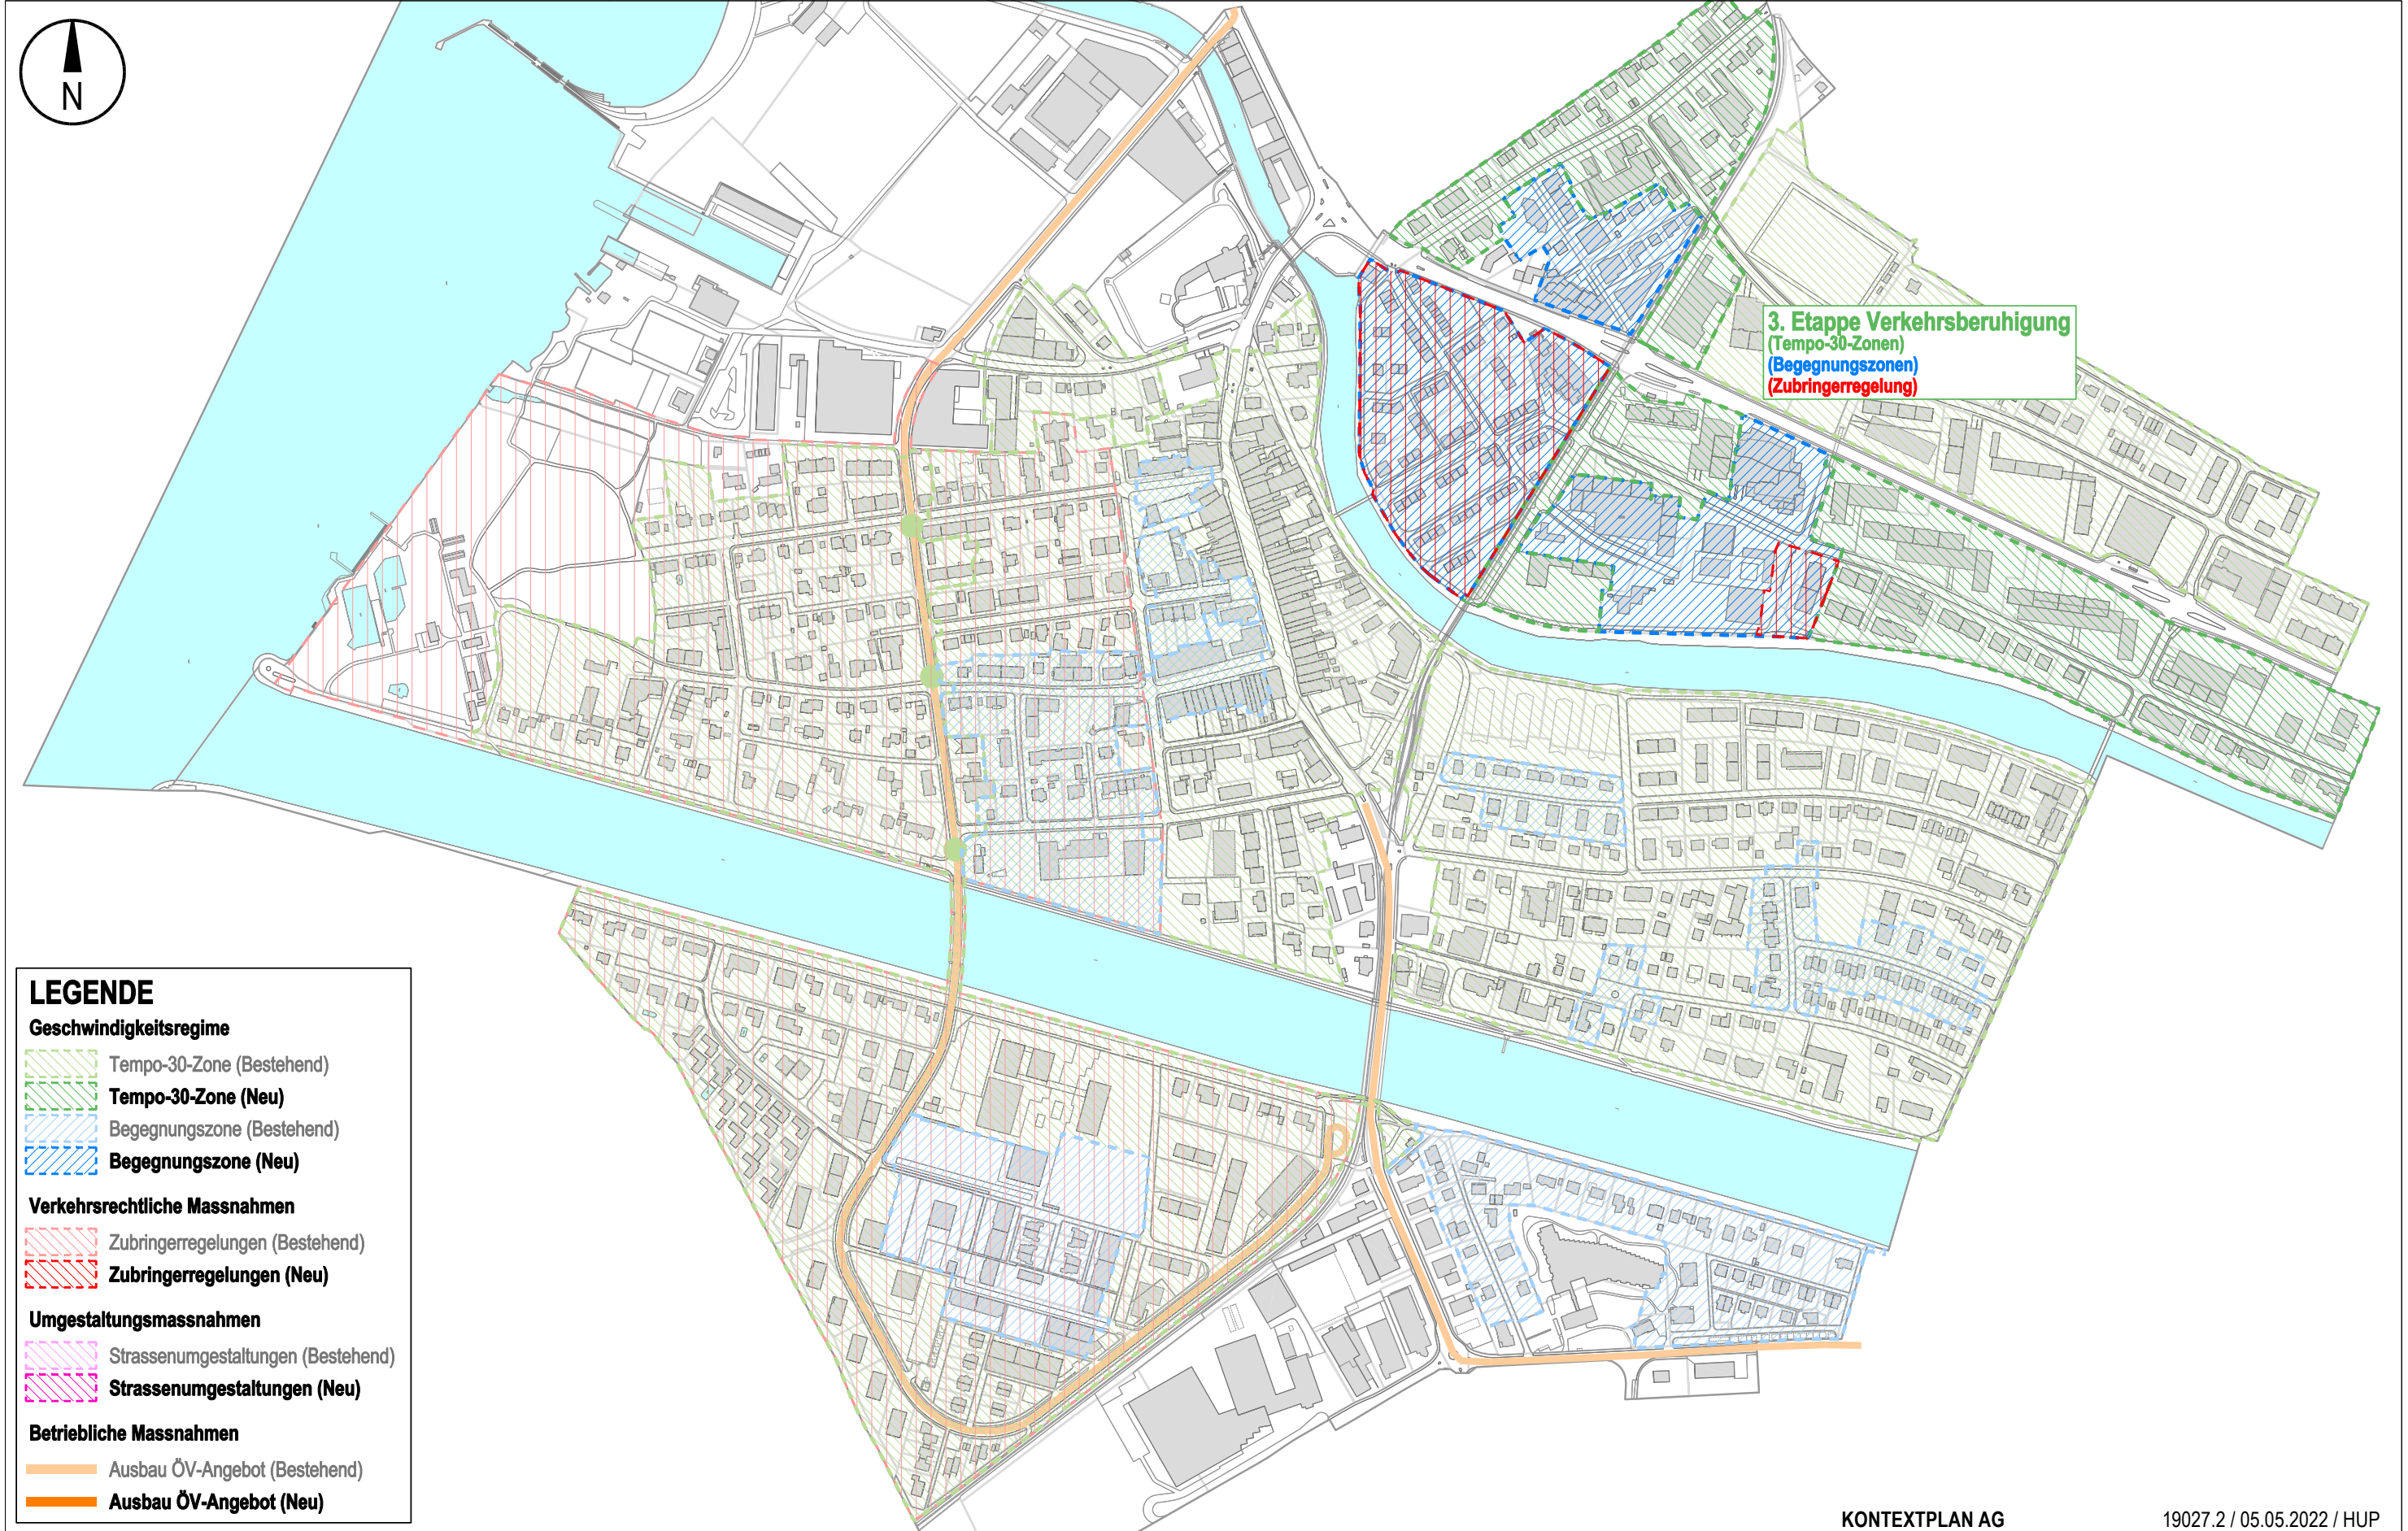 N
3. Etappe Verkehrsberuhigung
(Tempo-30-Zonen)
(Begegnungszonen)
(Zubringerregelung)
LEGENDE
Geschwindigkeitsregime
Tempo-30-Zone (Bestehend)
Tempo-30-Zone (Neu)
Begegnungszone (Bestehend)
Begegnungszone (Neu)
Verkehrsrechtliche Massnahmen
Zubringerregelungen (Bestehend)
Zubringerregelungen (Neu)
Umgestaltungsmassnahmen
Strassenumgestaltungen (Bestehend)
Strassenumgestaltungen (Neu)
Betriebliche Massnahmen
Ausbau ÖV-Angebot (Bestehend)
Ausbau ÖV-Angebot (Neu)
KONTEXTPLAN AG 19027.2 / 05.05.2022 / HUP